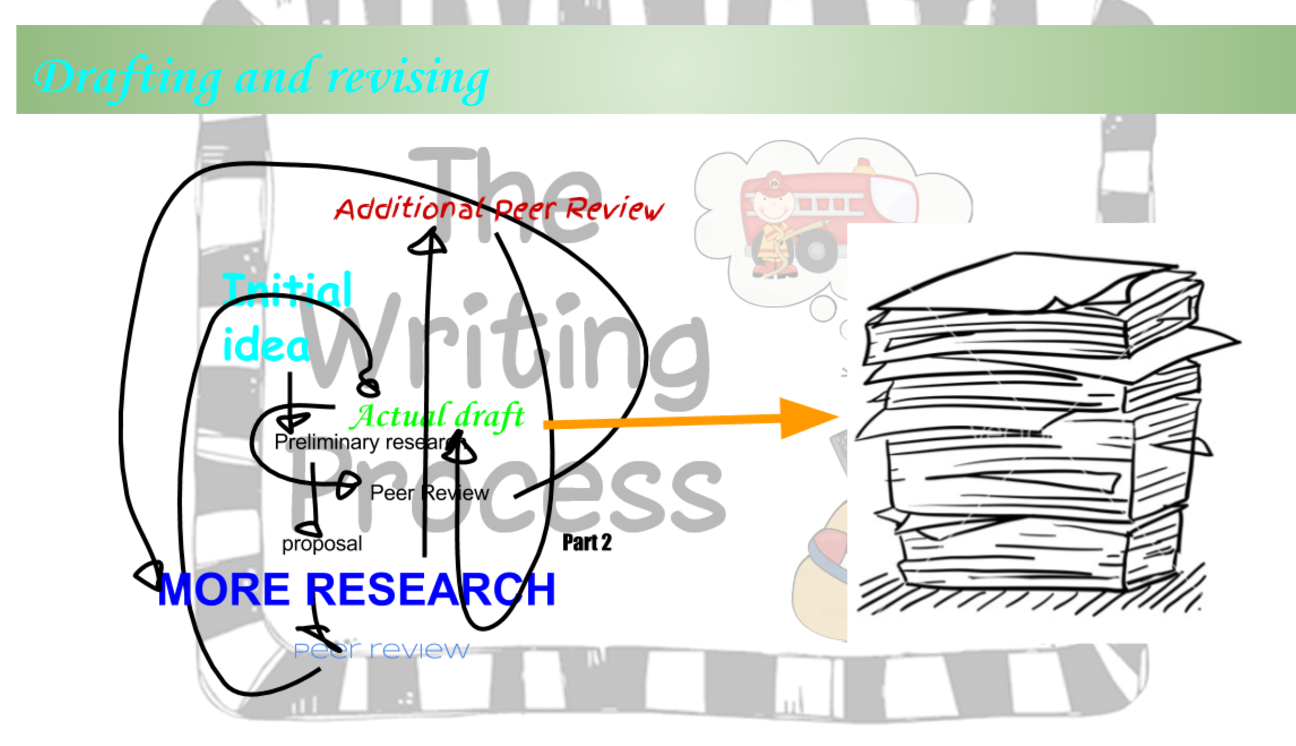 Drafting and revising
The
Additional Peer Review
Initial
idea
Writing
Actual draft
Preliminary research
Process
Peer Review
proposal
Part 2
MORE RESEARCH
peer review